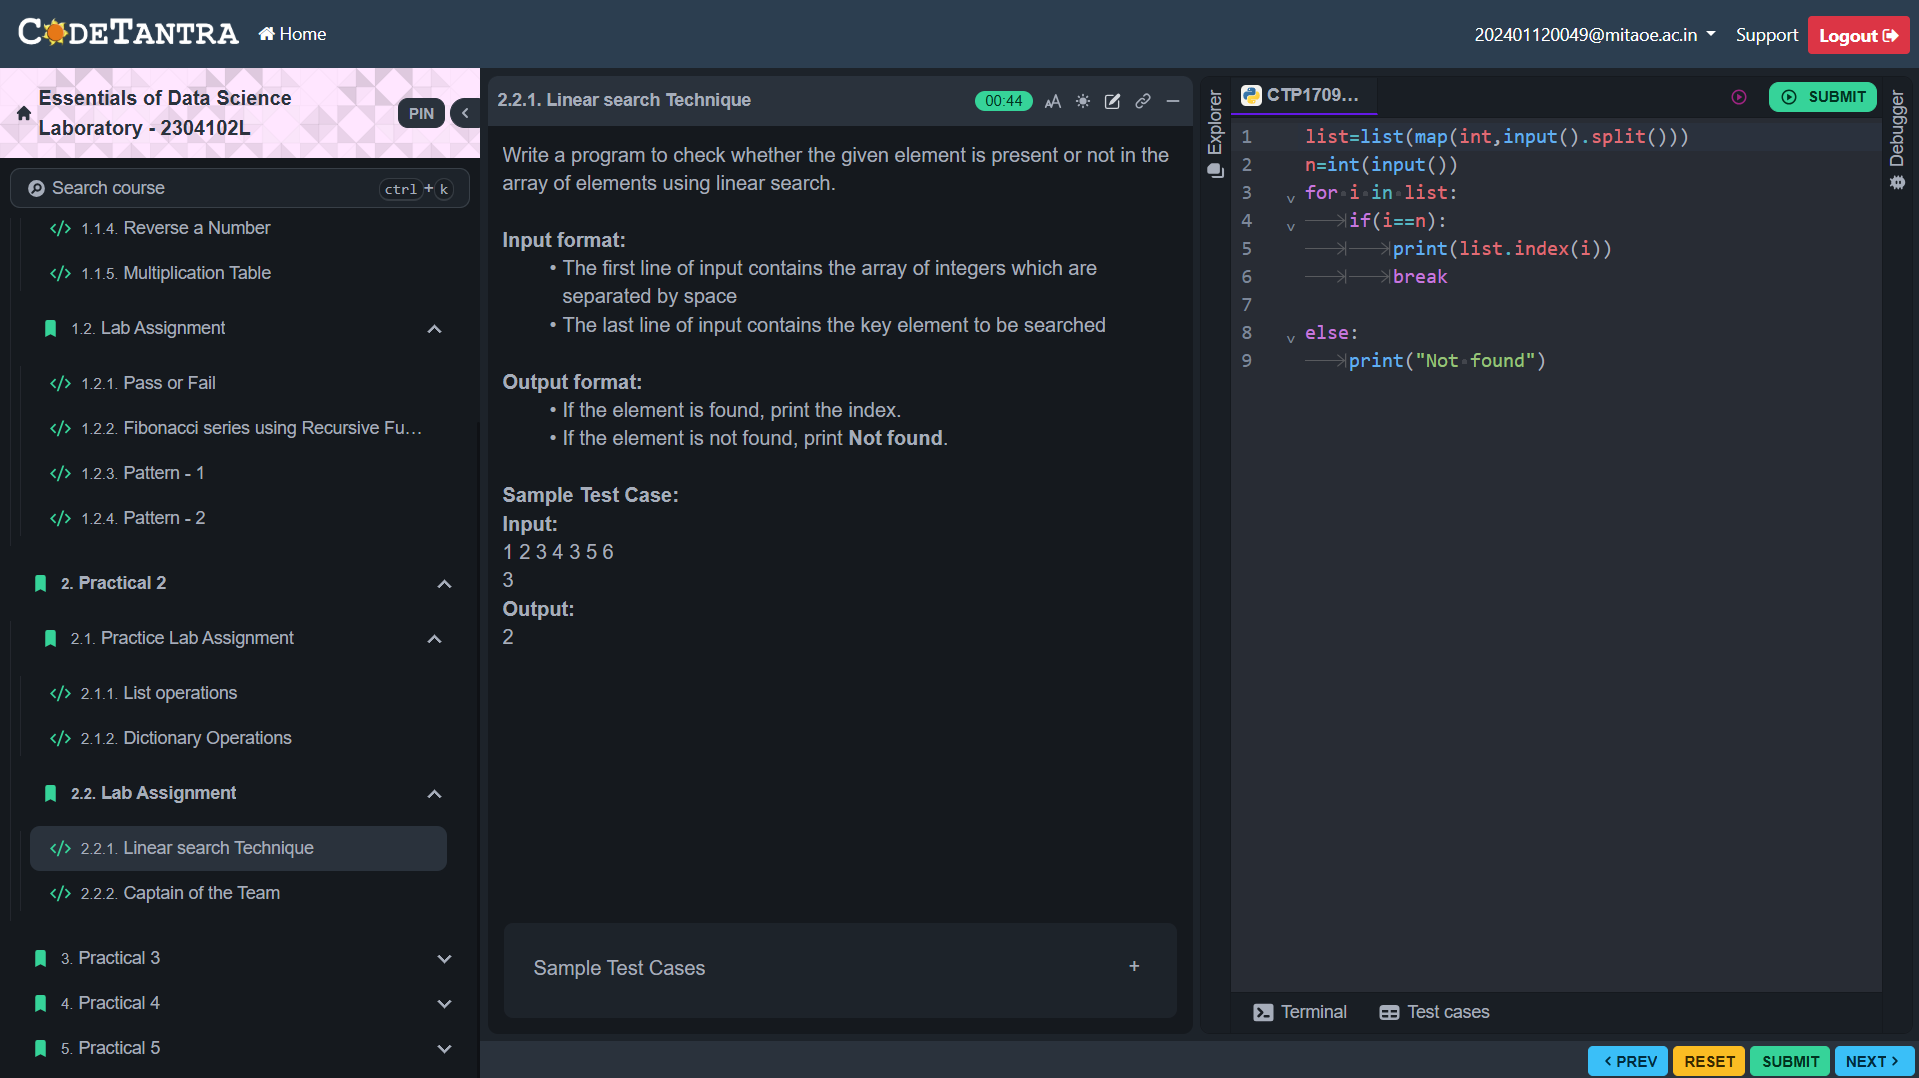 CODETANTRA
Home
202401120049@mitaoe.ac.in
Support
Logout
Essentials of Data Science
Laboratory - 2304102L
PIN
Search course
ctrl + k
1.1.4. Reverse a Number
1.1.5. Multiplication Table
1.2. Lab Assignment
1.2.1. Pass or Fail
1.2.2. Fibonacci series using Recursive Fu...
1.2.3. Pattern - 1
1.2.4. Pattern - 2
2. Practical 2
2.1. Practice Lab Assignment
2.1.1. List operations
2.1.2. Dictionary Operations
2.2. Lab Assignment
2.2.1. Linear search Technique
2.2.2. Captain of the Team
3. Practical 3
4. Practical 4
5. Practical 5
2.2.1. Linear search Technique
00:44
AA
Write a program to check whether the given element is present or not in the
array of elements using linear search.
Input format:
• The first line of input contains the array of integers which are
separated by space
• The last line of input contains the key element to be searched
Output format:
• If the element is found, print the index.
• If the element is not found, print Not found.
Sample Test Case:
Input:
1 2 3 4 3 5 6
3
Output:
2
Sample Test Cases
+
Explorer
CTP1709...
SUBMIT
Debugger
1 list=list(map(int,input().split()))
2 n=int(input())
3 for i in list:
4 if(i==n):
5 print(list.index(i))
6 break
7
8 else:
9 print("Not found")
Terminal
Test cases
< PREV
RESET
SUBMIT
NEXT >